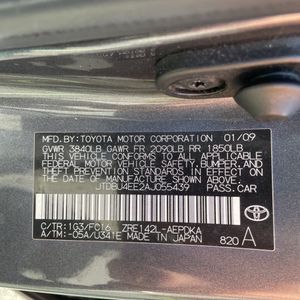 MFD. BY: TOYOTA MOTOR CORPORATION 01/09
GVWR 3840LB GAWR FR 2090LB RR 1850LB
THIS VEHICLE CONFORMS TO ALL APPLICABLE
FEDERAL MOTOR VEHICLE SAFETY, BUMPER, AND
THEFT PREVENTION STANDARDS IN EFFECT ON
THE DATE OF MANUFACTURE SHOWN ABOVE.
JTDBU4EE2AJ055439 PASS. CAR
C/TR: 1G3/FC16 ZRE142L-AEPDKA
A/TM: -05A/U341E MADE IN JAPAN 820 A
TOYOTA